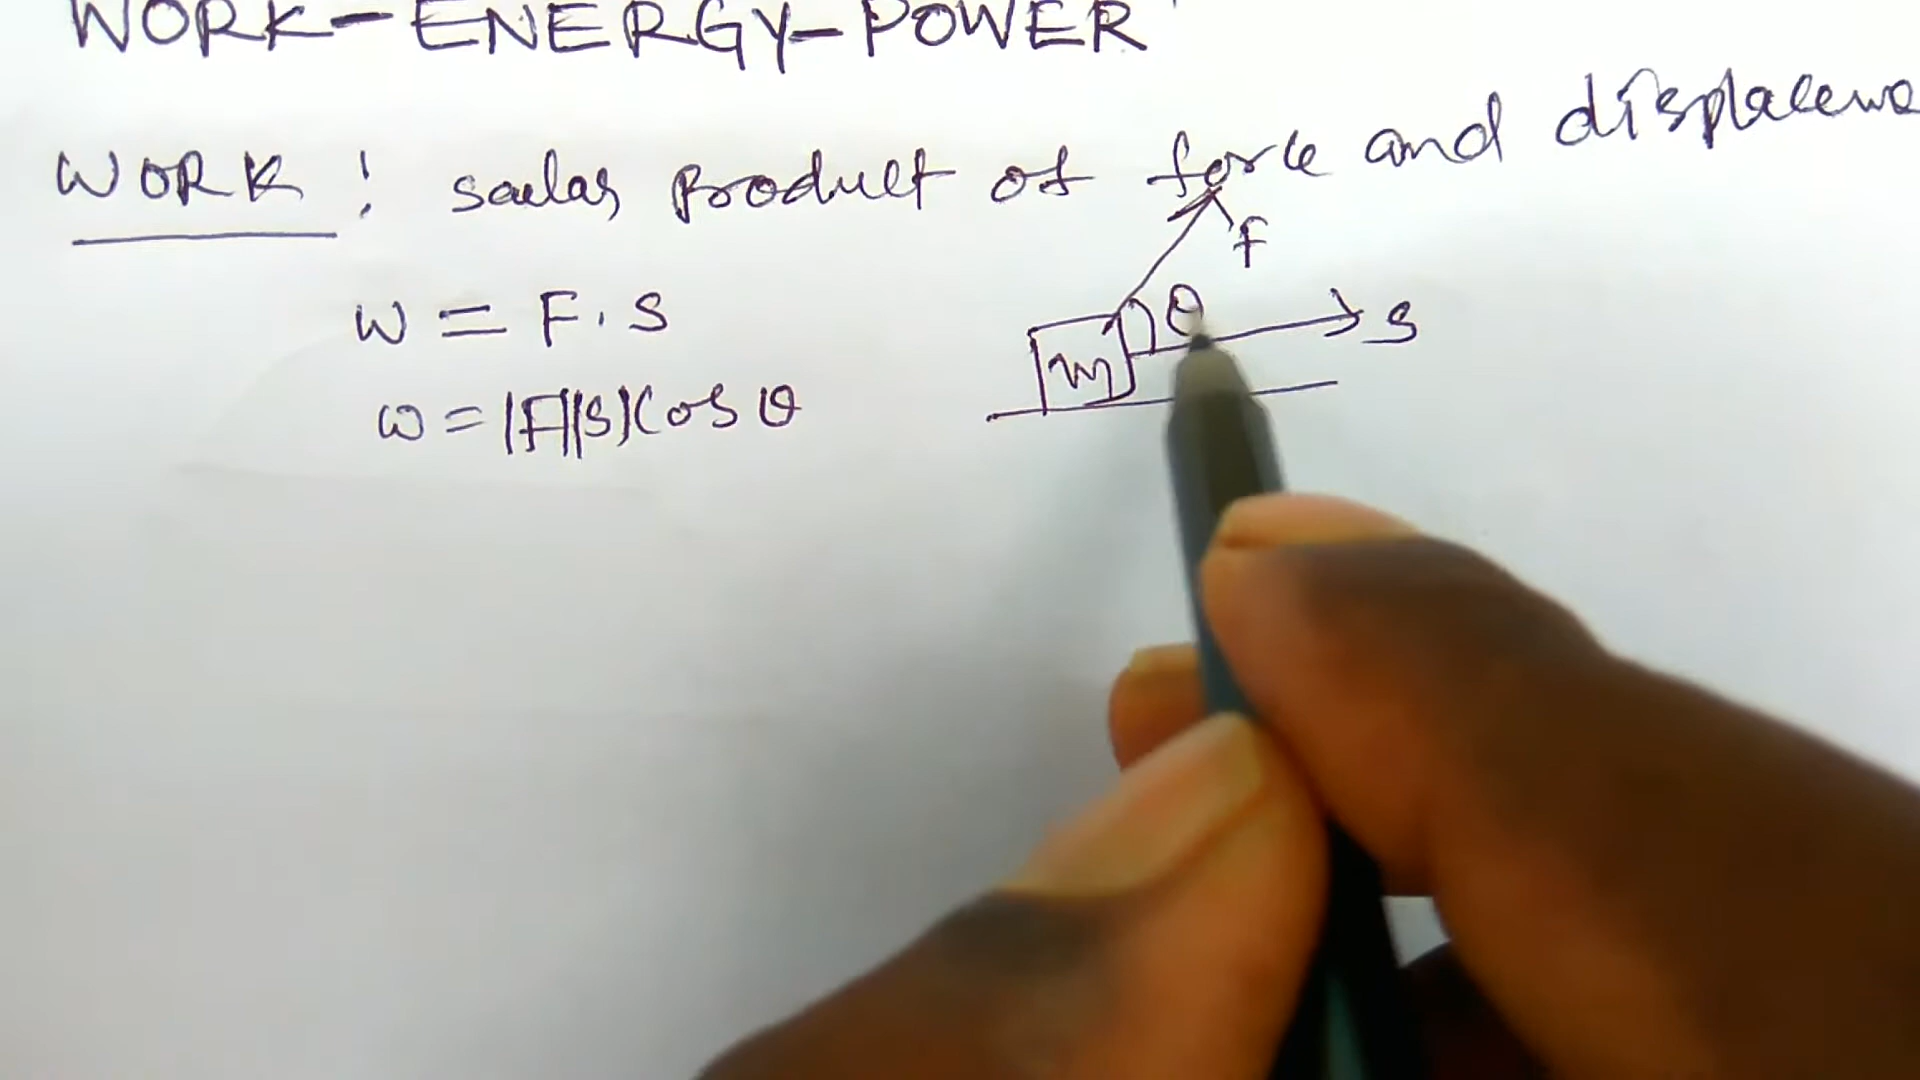 WORK-ENERGY-POWER
WORK: scalar Product of force and displaceme
W = F.S
F
θ
S
m
W = |F||S|Cos θ